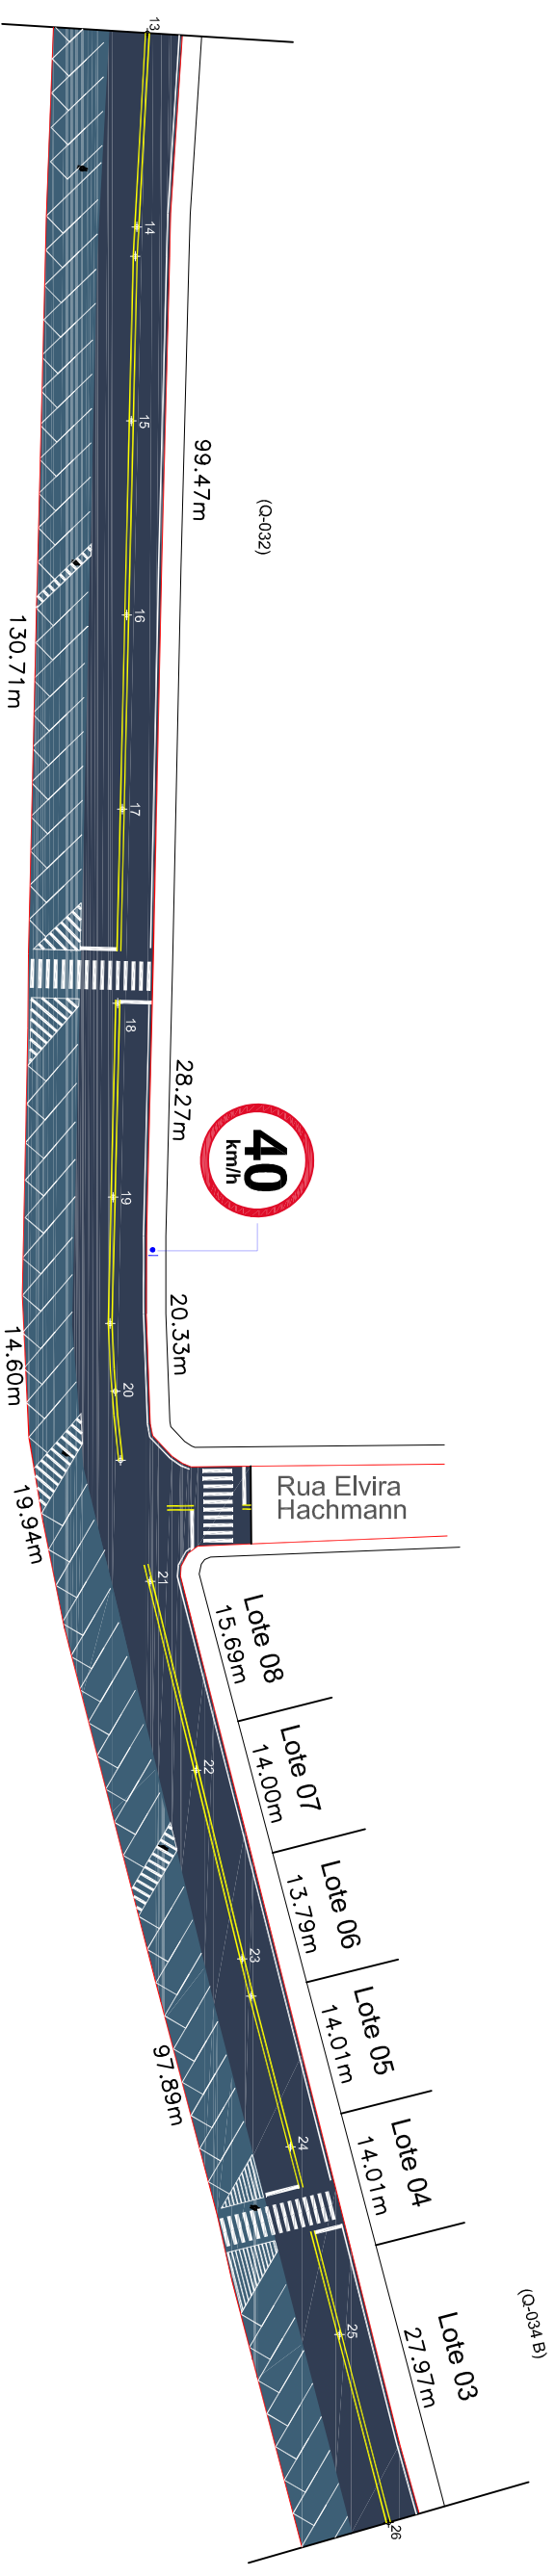 13
14
15
99.47m
(Q-032)
16
130.71m
17
18
28.27m
40
km/h
19
20.33m
14.60m
20
19.94m
Rua Elvira
Hachmann
21
Lote 08
15.69m
22
Lote 07
14.00m
Lote 06
13.79m
23
Lote 05
14.01m
97.89m
24
Lote 04
14.01m
(Q-034 B)
25
Lote 03
27.97m
26